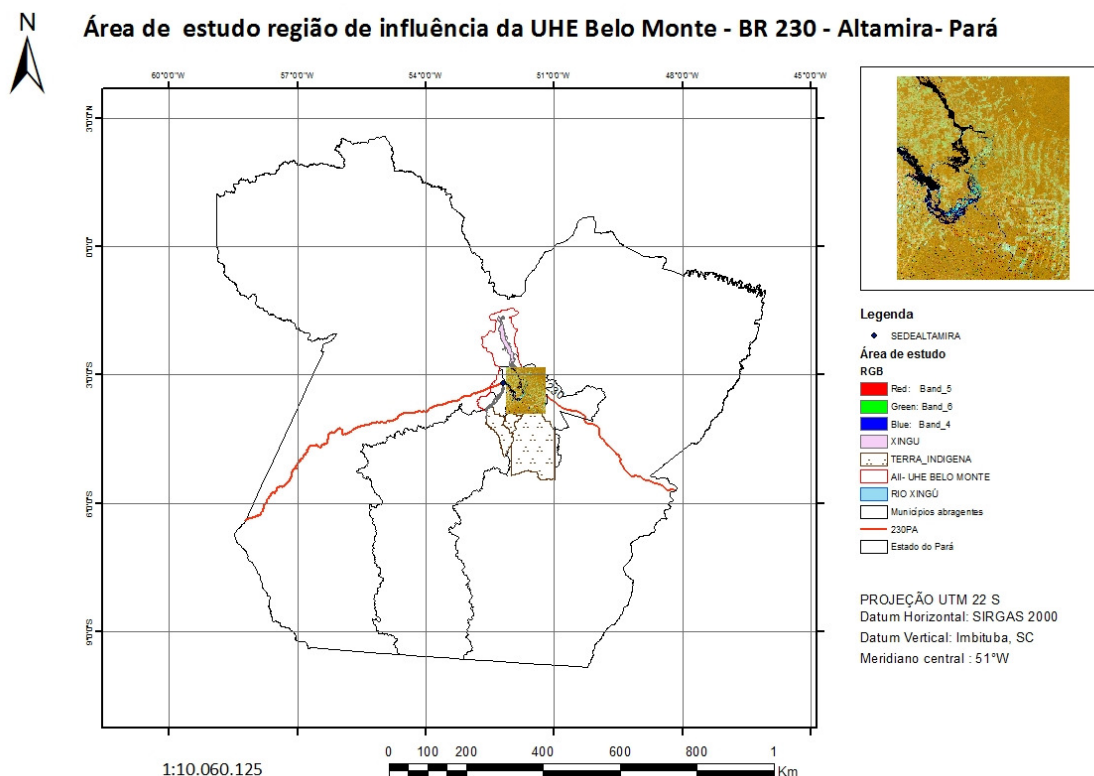 Área de  estudo região de influência da UHE Belo Monte - BR 230 - Altamira- Pará
N
60°0'0"W 57°0'0"W 54°0'0"W 51°0'0"W 48°0'0"W 45°0'0"W
3°0'0"N
0°0'0"
3°0'0"S
6°0'0"S
9°0'0"S
Legenda
SEDEALTAMIRA
Área de estudo
RGB
Red: Band_5
Green: Band_6
Blue: Band_4
XINGU
TERRA_INDIGENA
AII- UHE BELO MONTE
RIO XINGÚ
Municípios abragentes
230PA
Estado do Pará
PROJEÇÃO UTM 22 S
Datum Horizontal: SIRGAS 2000
Datum Vertical: Imbituba, SC
Meridiano central : 51°W
0 100 200 400 600 800 1
Km
1:10.060.125